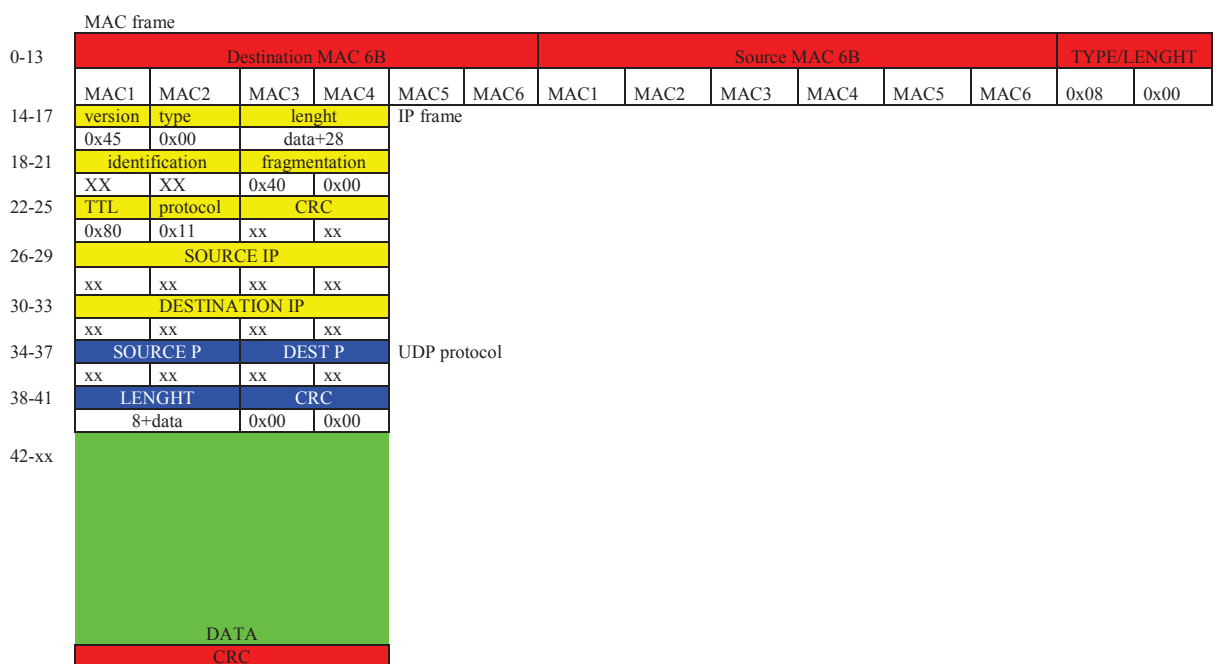 MAC frame
0-13 Destination MAC 6B Source MAC 6B TYPE/LENGHT
MAC1 MAC2 MAC3 MAC4 MAC5 MAC6 MAC1 MAC2 MAC3 MAC4 MAC5 MAC6 0x08 0x00
14-17 version type lenght IP frame
0x45 0x00 data+28
18-21 identification fragmentation
XX XX 0x40 0x00
22-25 TTL protocol CRC
0x80 0x11 xx xx
26-29 SOURCE IP
xx xx xx xx
30-33 DESTINATION IP
xx xx xx xx
34-37 SOURCE P DEST P UDP protocol
xx xx xx xx
38-41 LENGHT CRC
8+data 0x00 0x00
42-xx
DATA
CRC